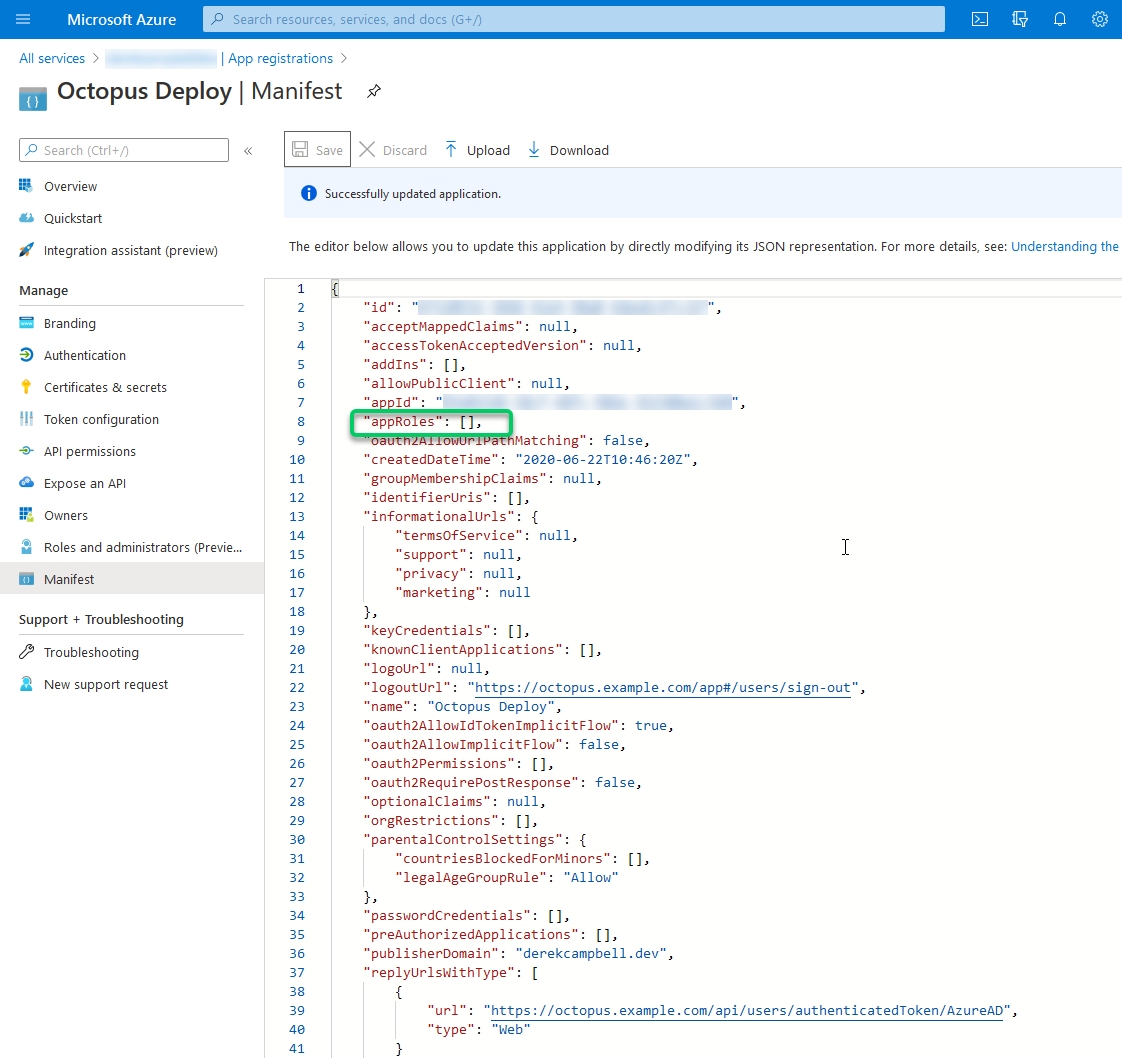 Microsoft Azure
Search resources, services, and docs (G+/)
All services > | App registrations >
Octopus Deploy | Manifest
Search (Ctrl+/)
«
Save Discard Upload Download
Overview
Quickstart
Integration assistant (preview)
Manage
Branding
Authentication
Certificates & secrets
Token configuration
API permissions
Expose an API
Owners
Roles and administrators (Previe...
Manifest
Support + Troubleshooting
Troubleshooting
New support request
Successfully updated application.
The editor below allows you to update this application by directly modifying its JSON representation. For more details, see: Understanding the
1 {
2 "id": "",
3 "acceptMappedClaims": null,
4 "accessTokenAcceptedVersion": null,
5 "addIns": [],
6 "allowPublicClient": null,
7 "appId": "",
8 "appRoles": [],
9 "oauth2AllowUrlPathMatching": false,
10 "createdDateTime": "2020-06-22T10:46:20Z",
11 "groupMembershipClaims": null,
12 "identifierUris": [],
13 "informationalUrls": {
14 "termsOfService": null,
15 "support": null,
16 "privacy": null,
17 "marketing": null
18 },
19 "keyCredentials": [],
20 "knownClientApplications": [],
21 "logoUrl": null,
22 "logoutUrl": "https://octopus.example.com/app#/users/sign-out",
23 "name": "Octopus Deploy",
24 "oauth2AllowIdTokenImplicitFlow": true,
25 "oauth2AllowImplicitFlow": false,
26 "oauth2Permissions": [],
27 "oauth2RequirePostResponse": false,
28 "optionalClaims": null,
29 "orgRestrictions": [],
30 "parentalControlSettings": {
31 "countriesBlockedForMinors": [],
32 "legalAgeGroupRule": "Allow"
33 },
34 "passwordCredentials": [],
35 "preAuthorizedApplications": [],
36 "publisherDomain": "derekcampbell.dev",
37 "replyUrlsWithType": [
38 {
39 "url": "https://octopus.example.com/api/users/authenticatedToken/AzureAD",
40 "type": "Web"
41 }